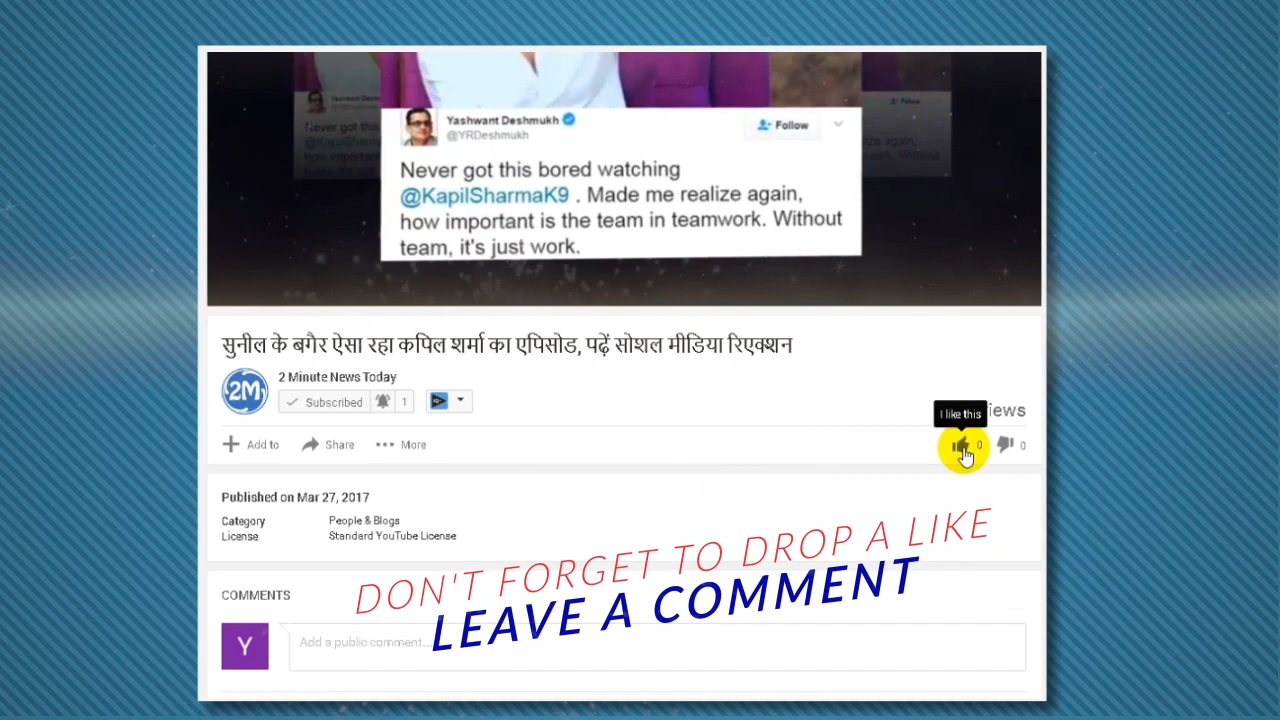 Yashwant Deshmukh
@YRDeshmukh
Follow
Never got this bored watching
@KapilSharmaK9 . Made me realize again,
how important is the team in teamwork. Without
team, it's just work.
सुनील के बगैर ऐसा रहा कपिल शर्मा का एपिसोड, पढ़ें सोशल मीडिया रिएक्शन
2M
2 Minute News Today
Subscribed 1
I like this
iews
Add to Share More 0 0
Published on Mar 27, 2017
Category People & Blogs
License Standard YouTube License
DON'T FORGET TO DROP A LIKE
LEAVE A COMMENT
COMMENTS
Y
Add a public comment...